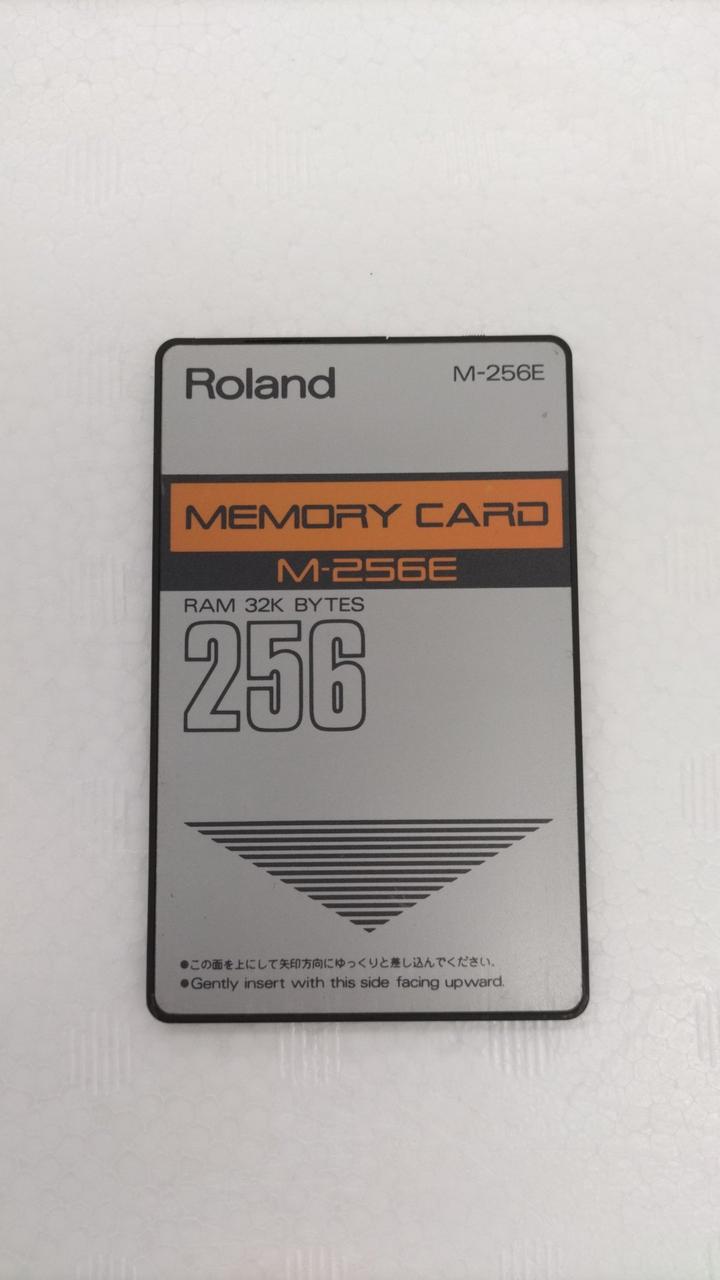 Roland
M-256E
MEMORY CARD
M-256E
RAM 32K BYTES
256
●この面を上にして矢印方向にゆっくりと差し込んでください。
●Gently insert with this side facing upward.